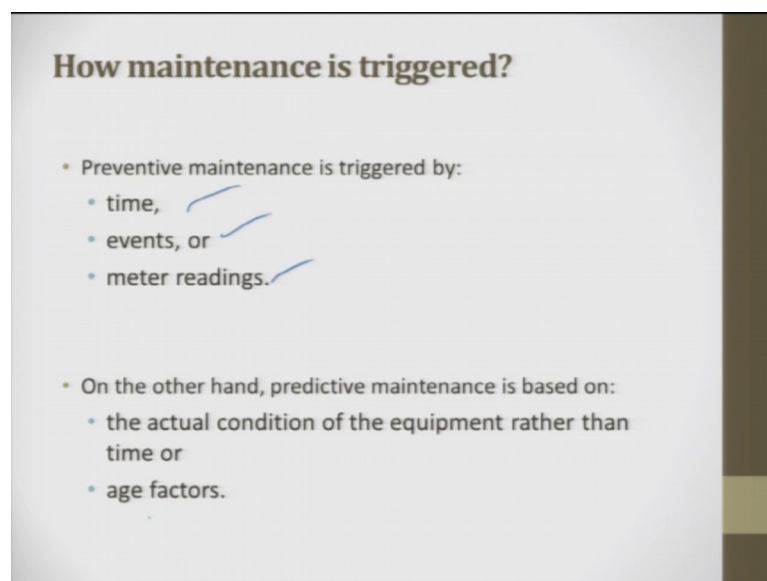 How maintenance is triggered?
• Preventive maintenance is triggered by:
• time,
• events, or
• meter readings.
• On the other hand, predictive maintenance is based on:
• the actual condition of the equipment rather than
time or
• age factors.